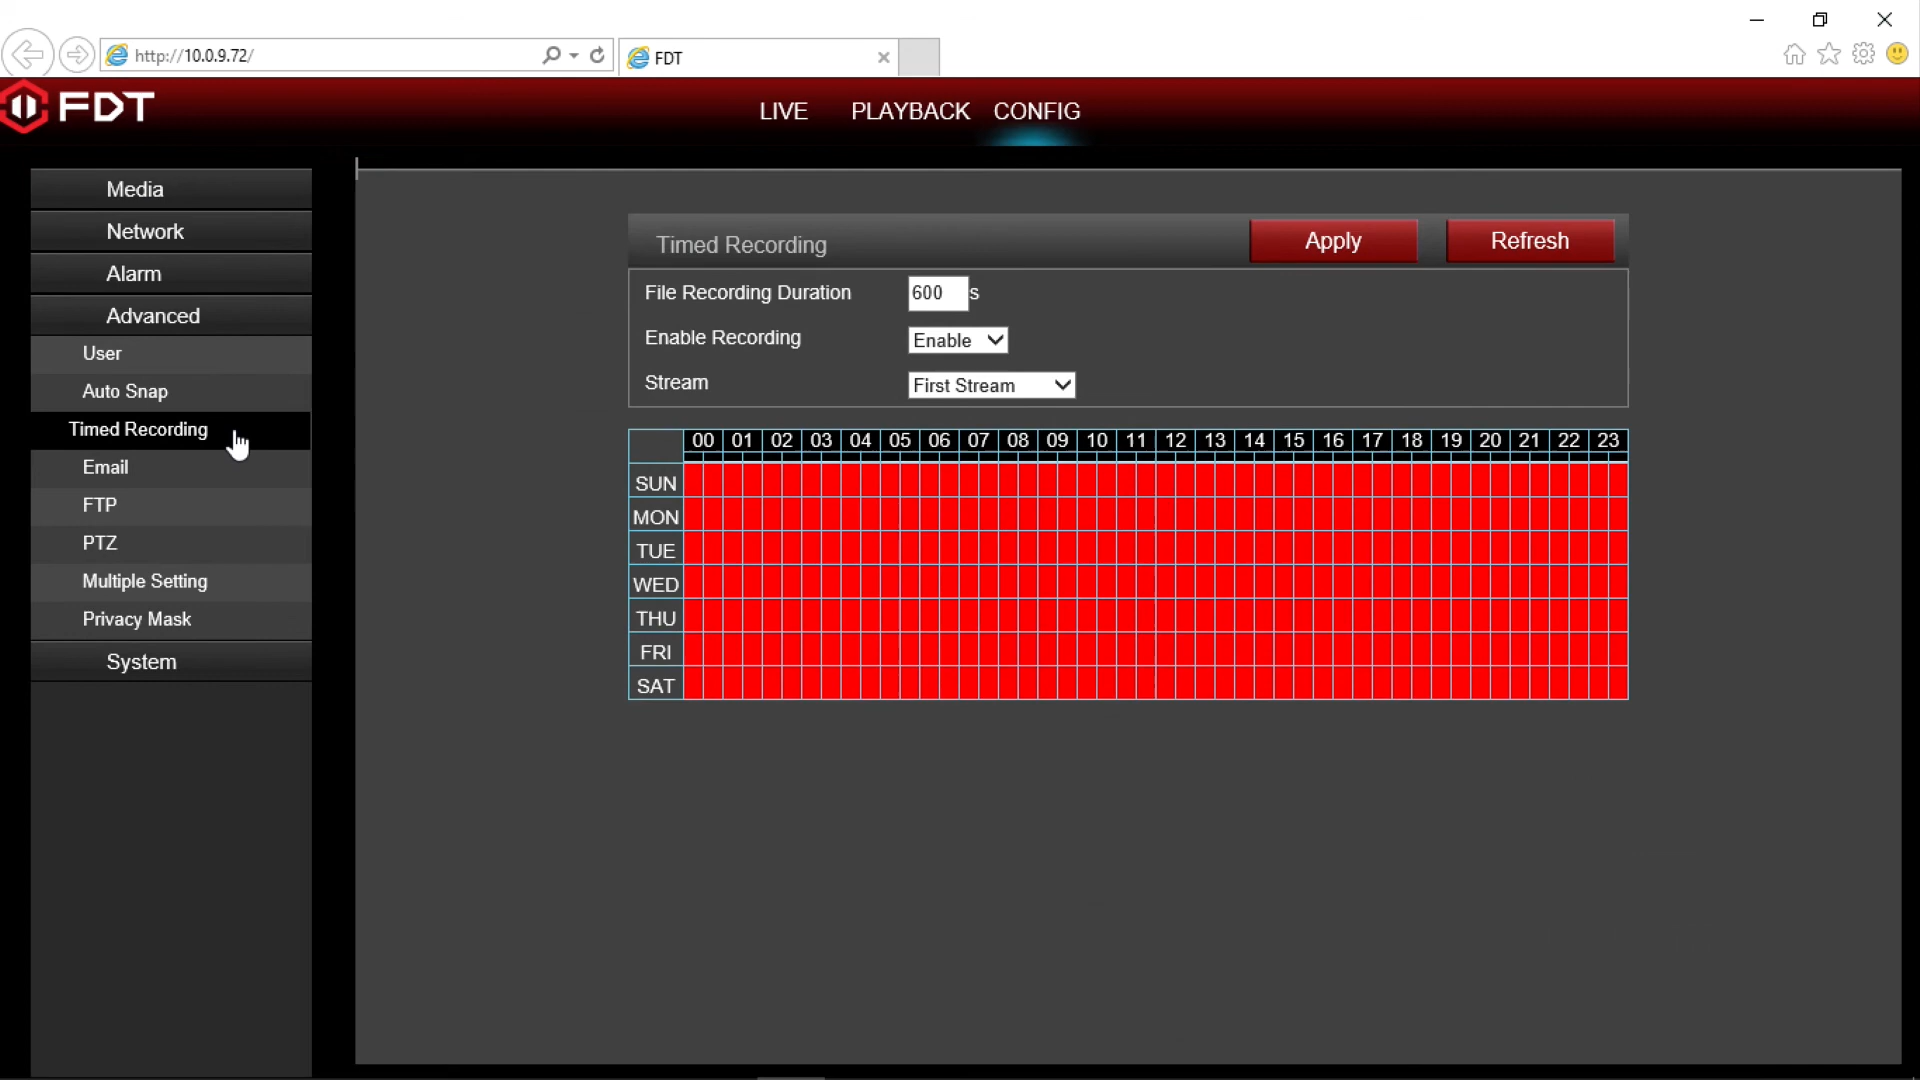 http://10.0.9.72/
FDT
FDT
LIVE PLAYBACK CONFIG
Media
Network
Alarm
Advanced
User
Auto Snap
Timed Recording
Email
FTP
PTZ
Multiple Setting
Privacy Mask
System
Timed Recording Apply Refresh
File Recording Duration 600 s
Enable Recording Enable
Stream First Stream
00 01 02 03 04 05 06 07 08 09 10 11 12 13 14 15 16 17 18 19 20 21 22 23
SUN
MON
TUE
WED
THU
FRI
SAT